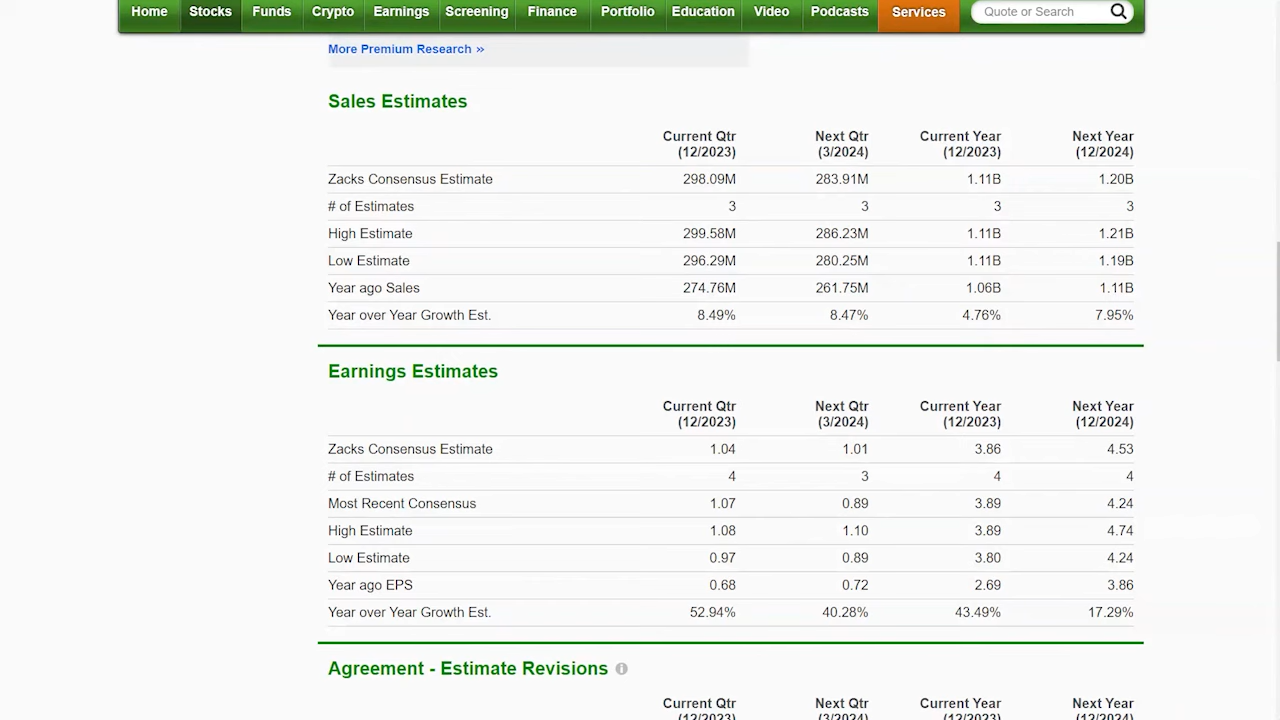 Home Stocks Funds Crypto Earnings Screening Finance Portfolio Education Video Podcasts Services Quote or Search
More Premium Research »
Sales Estimates
Current Qtr Next Qtr Current Year Next Year
(12/2023) (3/2024) (12/2023) (12/2024)
Zacks Consensus Estimate 298.09M 283.91M 1.11B 1.20B
# of Estimates 3 3 3 3
High Estimate 299.58M 286.23M 1.11B 1.21B
Low Estimate 296.29M 280.25M 1.11B 1.19B
Year ago Sales 274.76M 261.75M 1.06B 1.11B
Year over Year Growth Est. 8.49% 8.47% 4.76% 7.95%
Earnings Estimates
Current Qtr Next Qtr Current Year Next Year
(12/2023) (3/2024) (12/2023) (12/2024)
Zacks Consensus Estimate 1.04 1.01 3.86 4.53
# of Estimates 4 3 4 4
Most Recent Consensus 1.07 0.89 3.89 4.24
High Estimate 1.08 1.10 3.89 4.74
Low Estimate 0.97 0.89 3.80 4.24
Year ago EPS 0.68 0.72 2.69 3.86
Year over Year Growth Est. 52.94% 40.28% 43.49% 17.29%
Agreement - Estimate Revisions
Current Qtr Next Qtr Current Year Next Year
(12/2023) (3/2024) (12/2023) (12/2024)